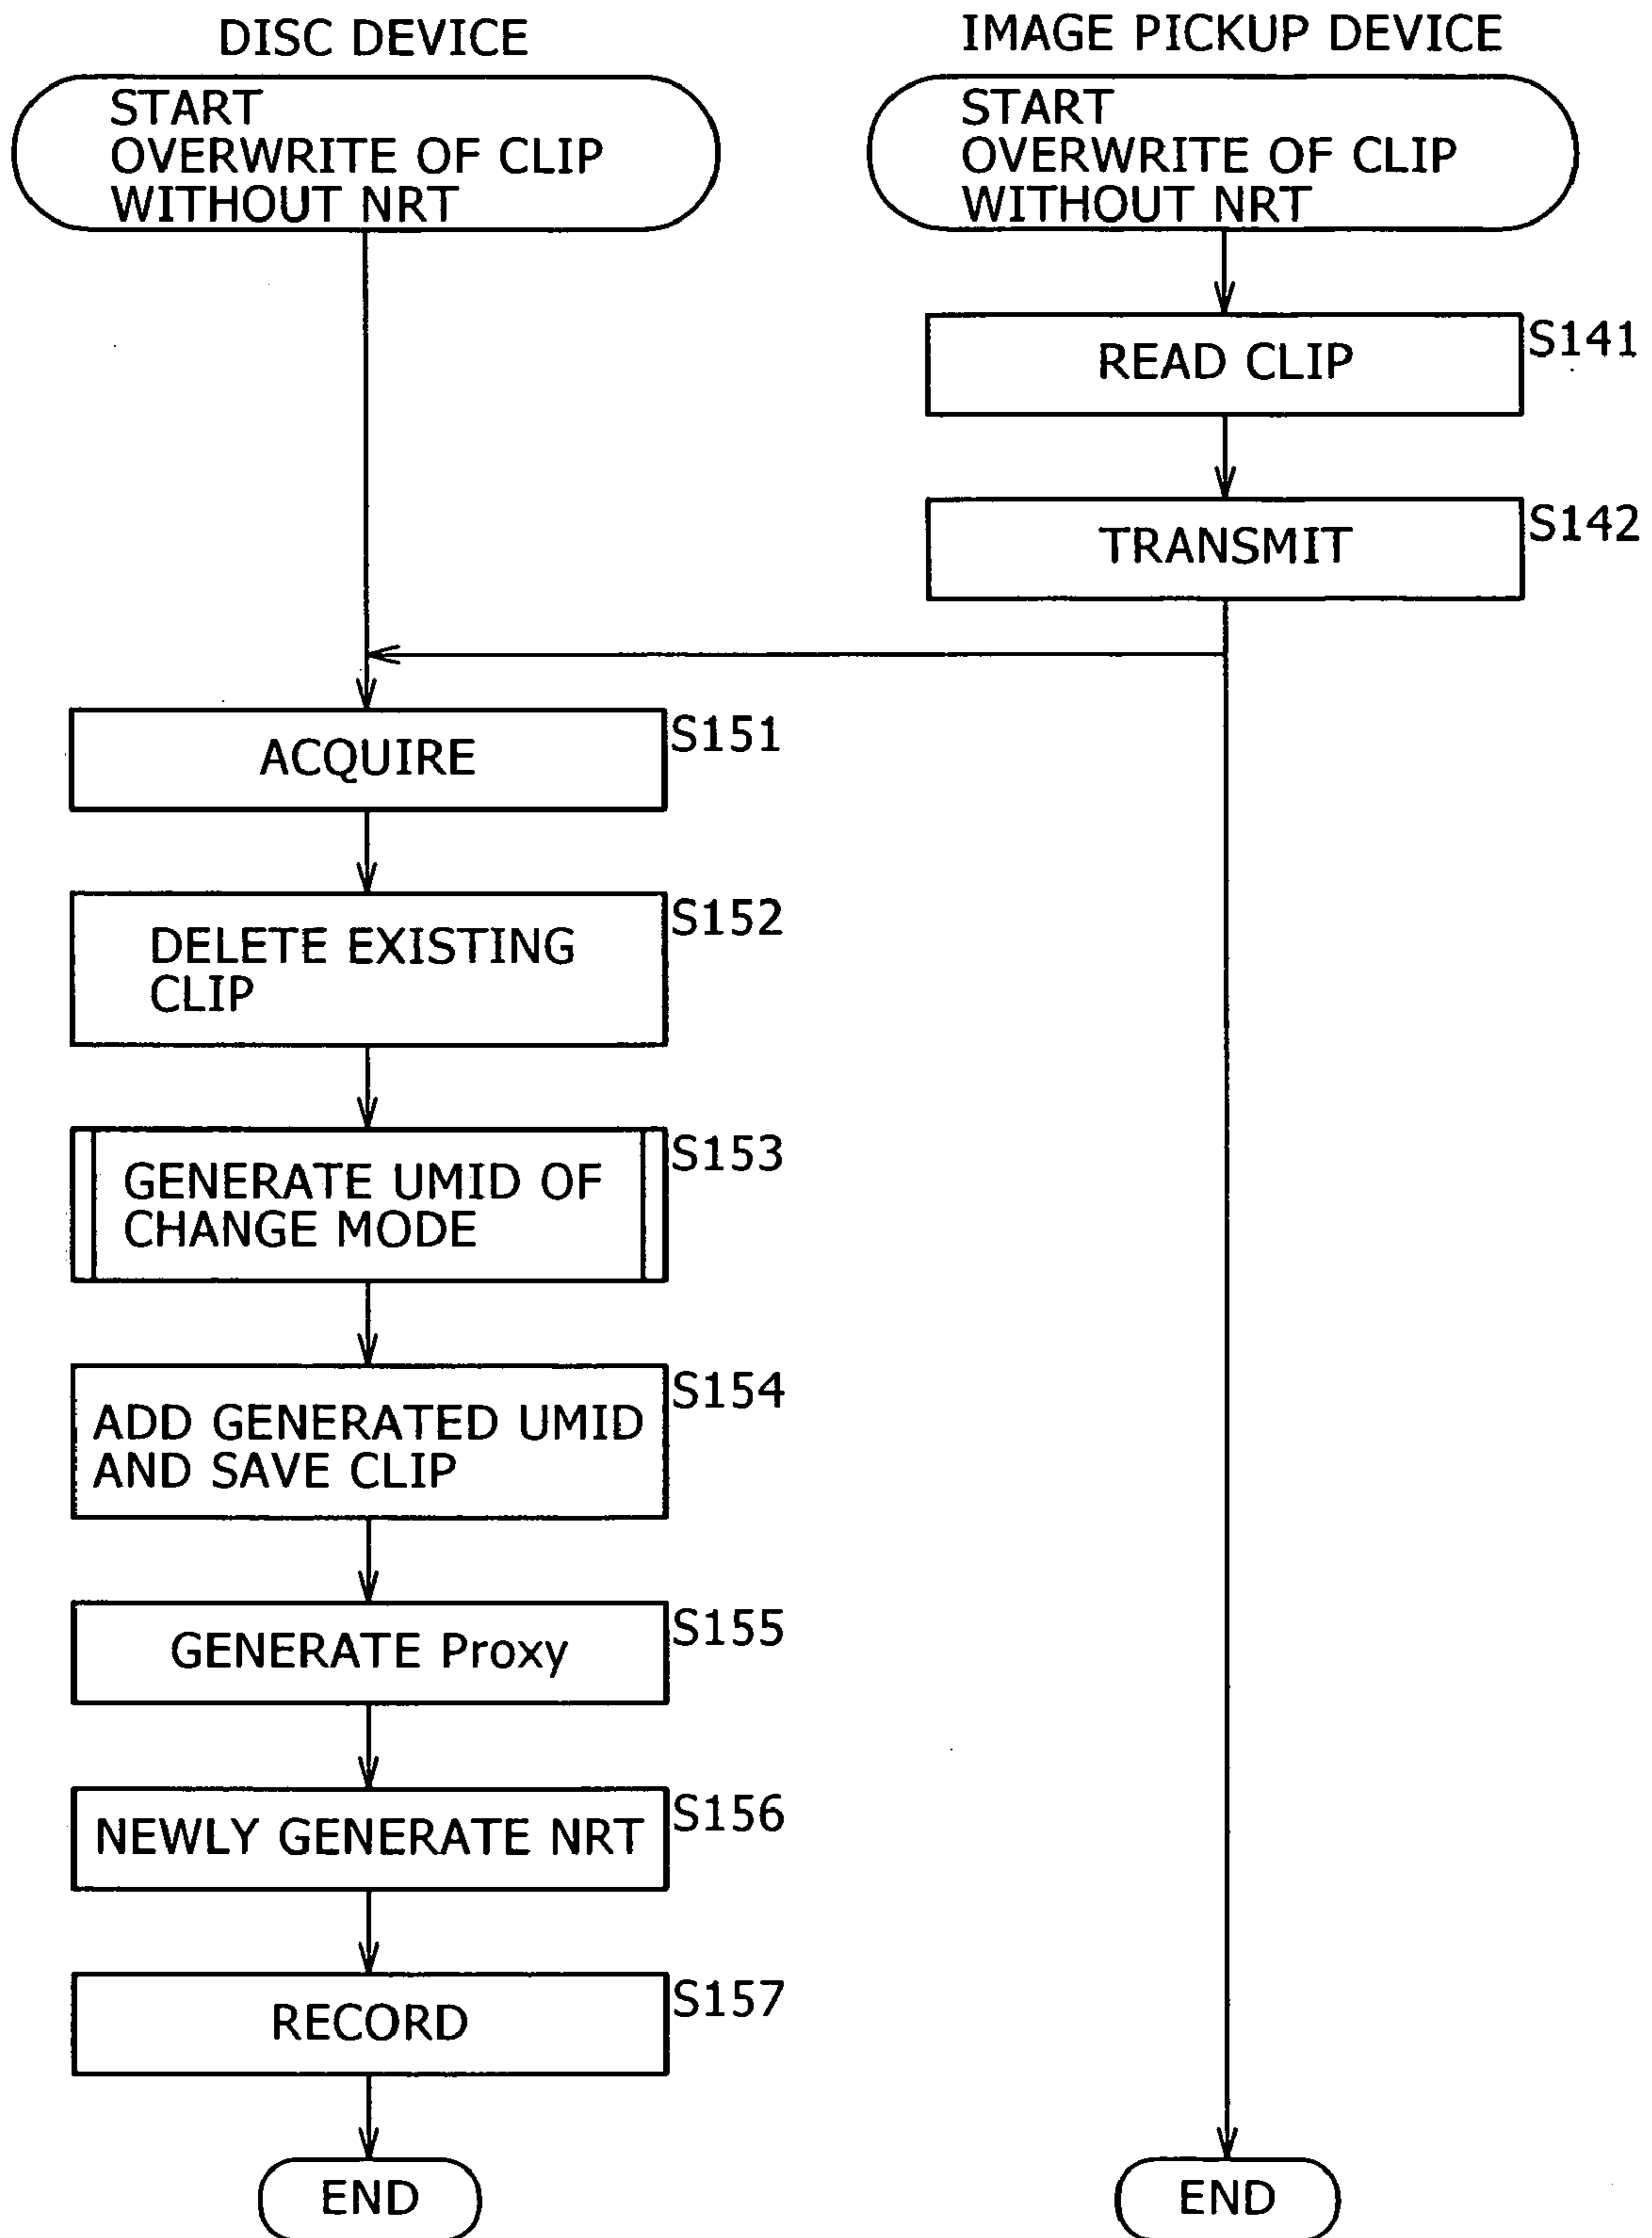 DISC DEVICE
START
OVERWRITE OF CLIP
WITHOUT NRT
IMAGE PICKUP DEVICE
START
OVERWRITE OF CLIP
WITHOUT NRT
READ CLIP
S141
TRANSMIT
S142
ACQUIRE
S151
DELETE EXISTING
CLIP
S152
GENERATE UMID OF
CHANGE MODE
S153
ADD GENERATED UMID
AND SAVE CLIP
S154
GENERATE Proxy
S155
NEWLY GENERATE NRT
S156
RECORD
S157
END
END